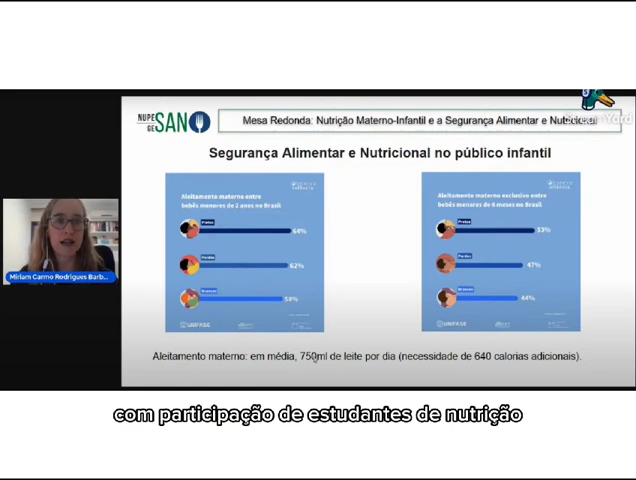 NUPE
GE
SAN
Mesa Redonda: Nutrição Materno-Infantil e a Segurança Alimentar e Nutricional
StreamYard
Segurança Alimentar e Nutricional no público infantil
Aleitamento materno entre
bebês menores de 2 anos no Brasil
Pretos
64%
Pardos
62%
Brancos
58%
UNIFASE
Aleitamento materno exclusivo entre
bebês menores de 6 meses no Brasil
Pretos
53%
Pardos
47%
Brancos
44%
UNIFASE
Miriam Carmo Rodrigues Barb...
Aleitamento materno: em média, 750ml de leite por dia (necessidade de 640 calorias adicionais).
com participação de estudantes de nutrição